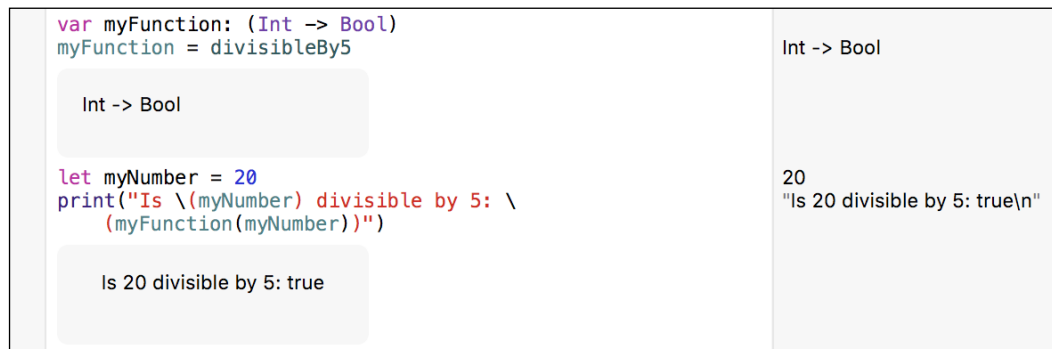 var myFunction: (Int -> Bool)
myFunction = divisibleBy5
Int -> Bool
Int -> Bool
let myNumber = 20
20
print("Is \(myNumber) divisible by 5: \
"Is 20 divisible by 5: true\n"
(myFunction(myNumber))")
Is 20 divisible by 5: true